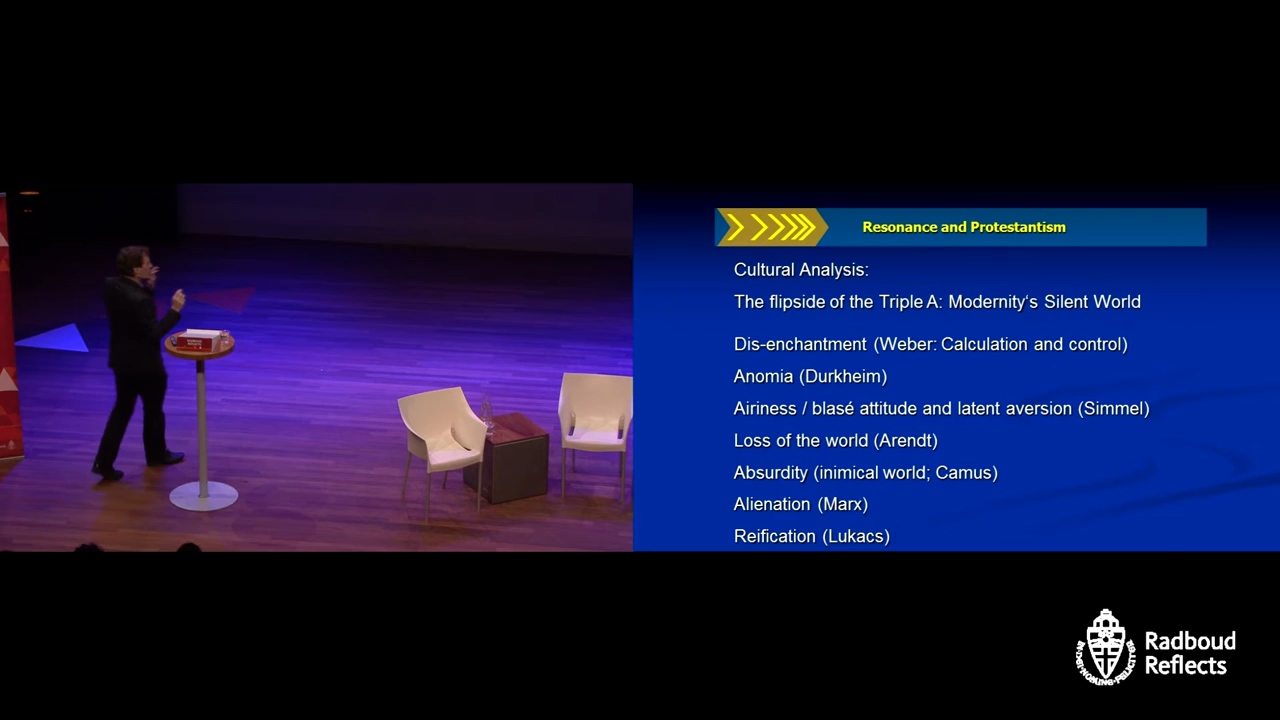 Resonance and Protestantism
Cultural Analysis:
The flipside of the Triple A: Modernity's Silent World
Dis-enchantment (Weber: Calculation and control)
Anomia (Durkheim)
Airiness / blasé attitude and latent aversion (Simmel)
Loss of the world (Arendt)
Absurdity (inimical world; Camus)
Alienation (Marx)
Reification (Lukacs)
Radboud
Reflects